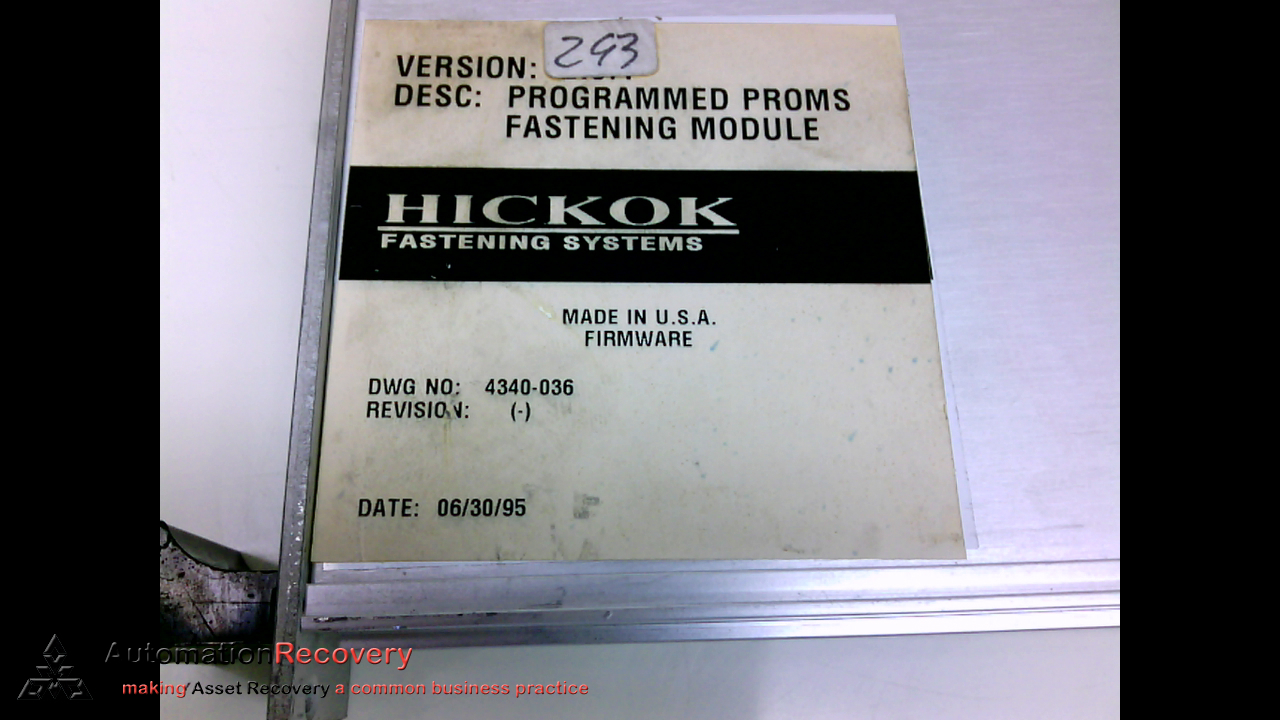 293
VERSION:
DESC: PROGRAMMED PROMS
FASTENING MODULE
HICKOK
FASTENING SYSTEMS
MADE IN U.S.A.
FIRMWARE
DWG NO: 4340-036
REVISION: (-)
DATE: 06/30/95
AutomationRecovery
making Asset Recovery a common business practice